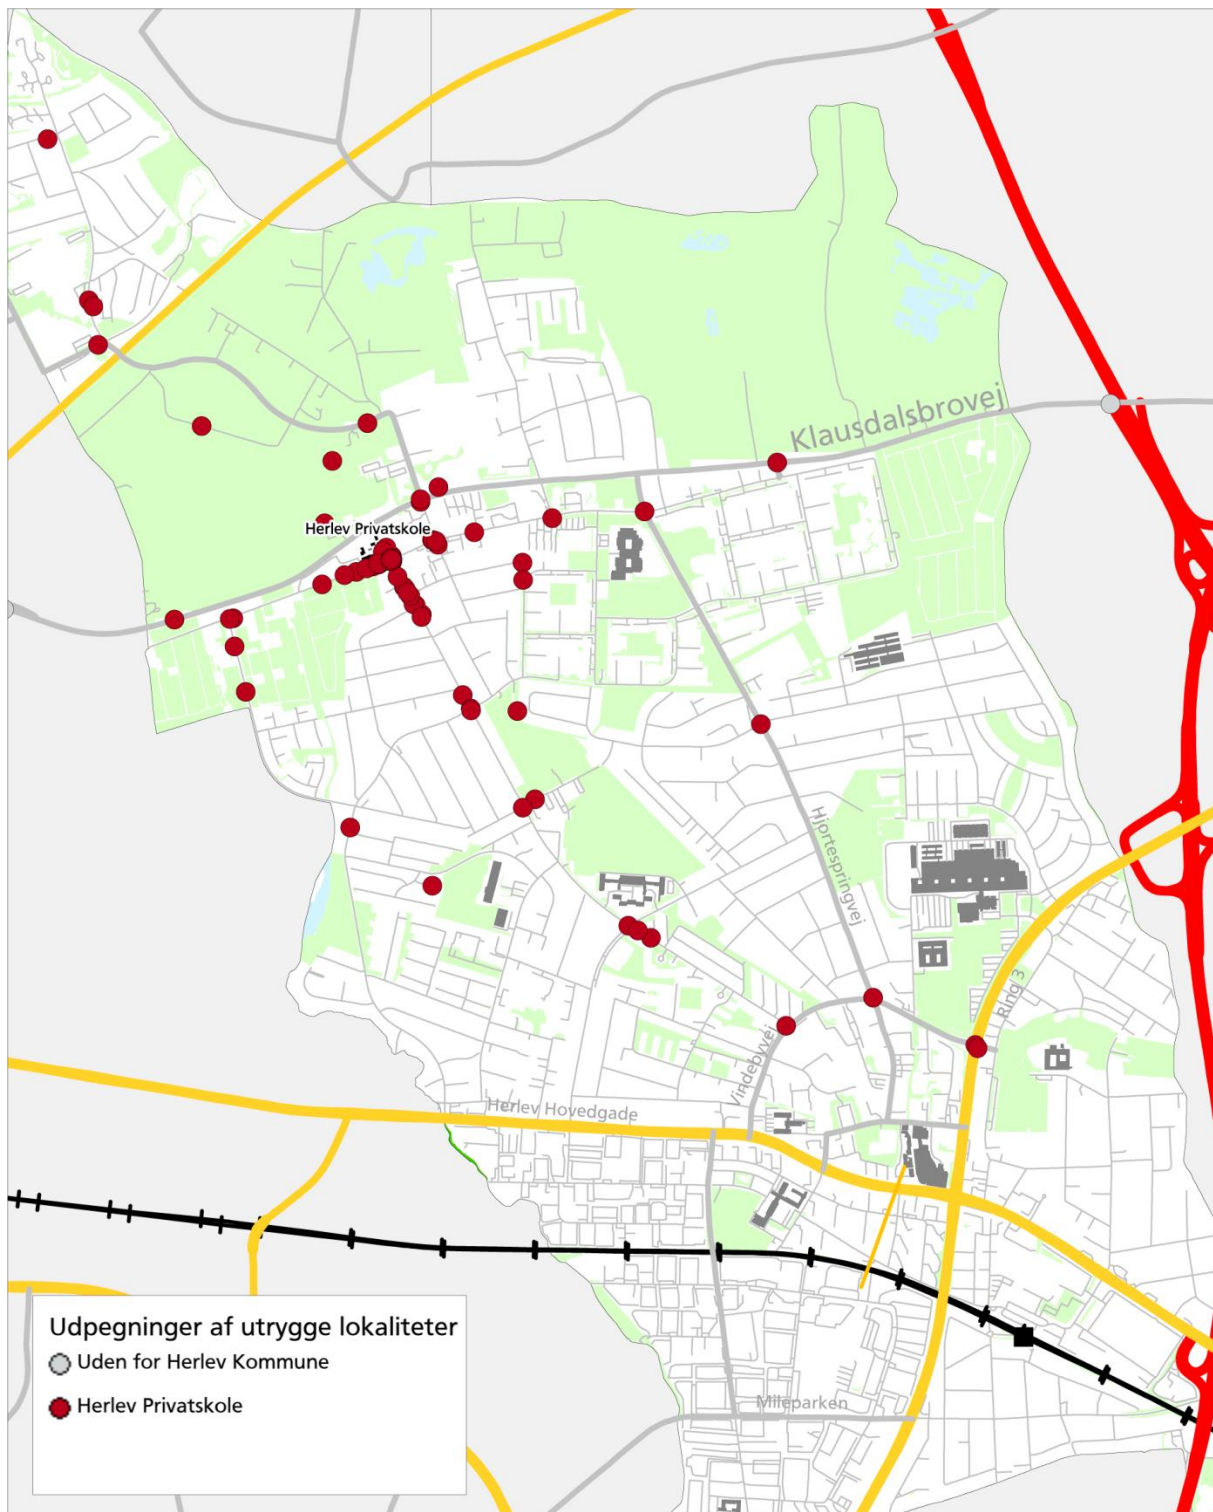 Klausdalsbrovej
Herlev Privatskole
Hjortespringvej
Ring 3
Vindebyvej
Herlev Hovedgade
Udpegninger af utrygge lokaliteter
Uden for Herlev Kommune
Herlev Privatskole
Mileparken